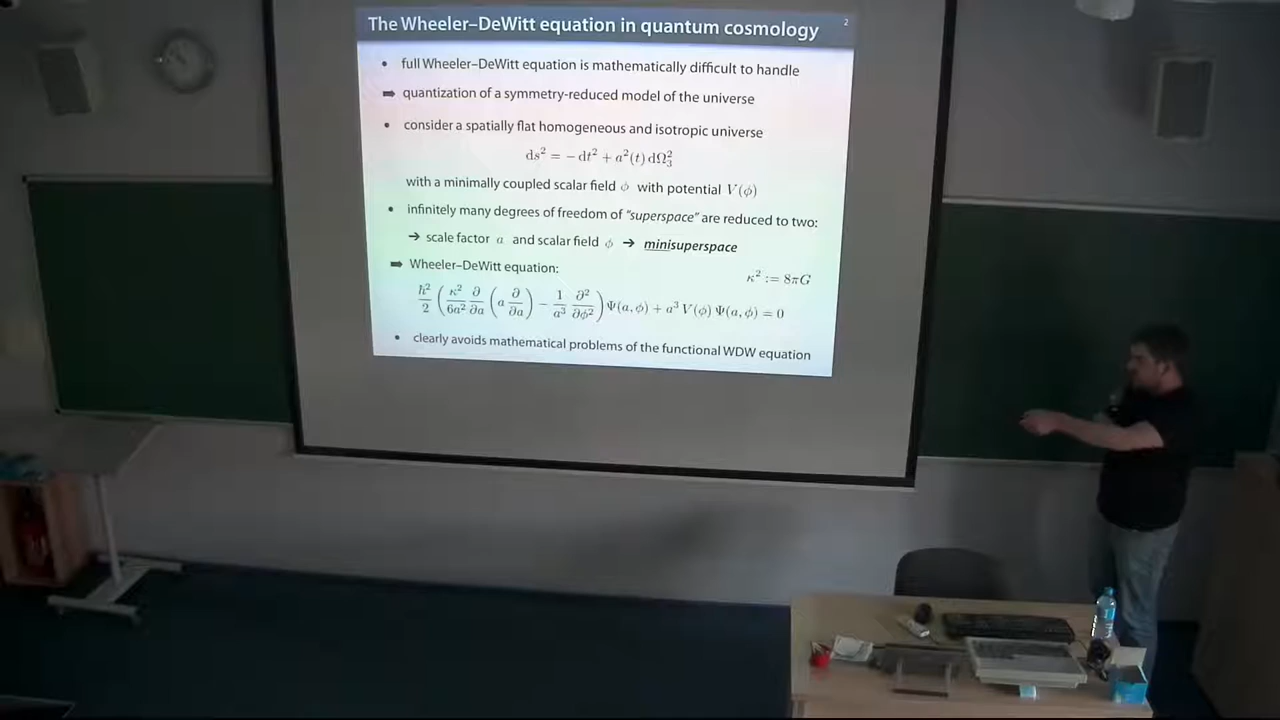 The Wheeler–DeWitt equation in quantum cosmology 2
• full Wheeler–DeWitt equation is mathematically difficult to handle
➡ quantization of a symmetry-reduced model of the universe
• consider a spatially flat homogeneous and isotropic universe
ds² = − dt² + a²(t) dΩ₃²
with a minimally coupled scalar field ϕ with potential V(ϕ)
• infinitely many degrees of freedom of "superspace" are reduced to two:
→ scale factor a and scalar field ϕ → minisuperspace
➡ Wheeler–DeWitt equation: κ² := 8πG
ℏ²/2 ( κ²/6a² ∂/∂a ( a ∂/∂a ) − 1/a³ ∂²/∂ϕ² ) Ψ(a, ϕ) + a³ V(ϕ) Ψ(a, ϕ) = 0
• clearly avoids mathematical problems of the functional WDW equation